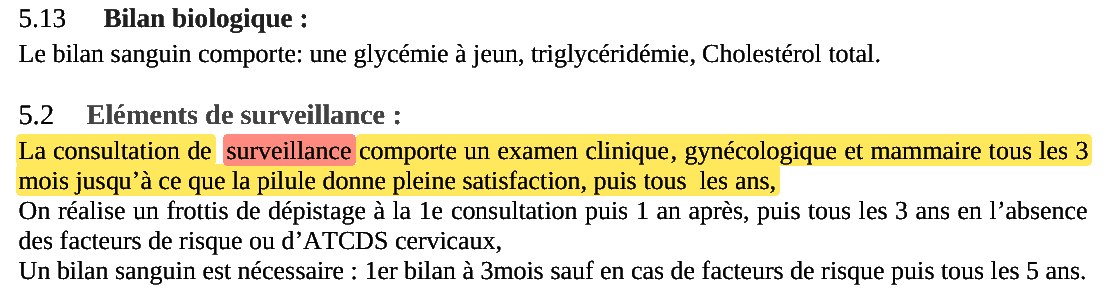 5.13 Bilan biologique :
Le bilan sanguin comporte: une glycémie à jeun, triglycéridémie, Cholestérol total.
5.2 Eléments de surveillance :
La consultation de surveillance comporte un examen clinique, gynécologique et mammaire tous les 3
mois jusqu’à ce que la pilule donne pleine satisfaction, puis tous les ans,
On réalise un frottis de dépistage à la 1e consultation puis 1 an après, puis tous les 3 ans en l’absence
des facteurs de risque ou d’ATCDS cervicaux,
Un bilan sanguin est nécessaire : 1er bilan à 3mois sauf en cas de facteurs de risque puis tous les 5 ans.